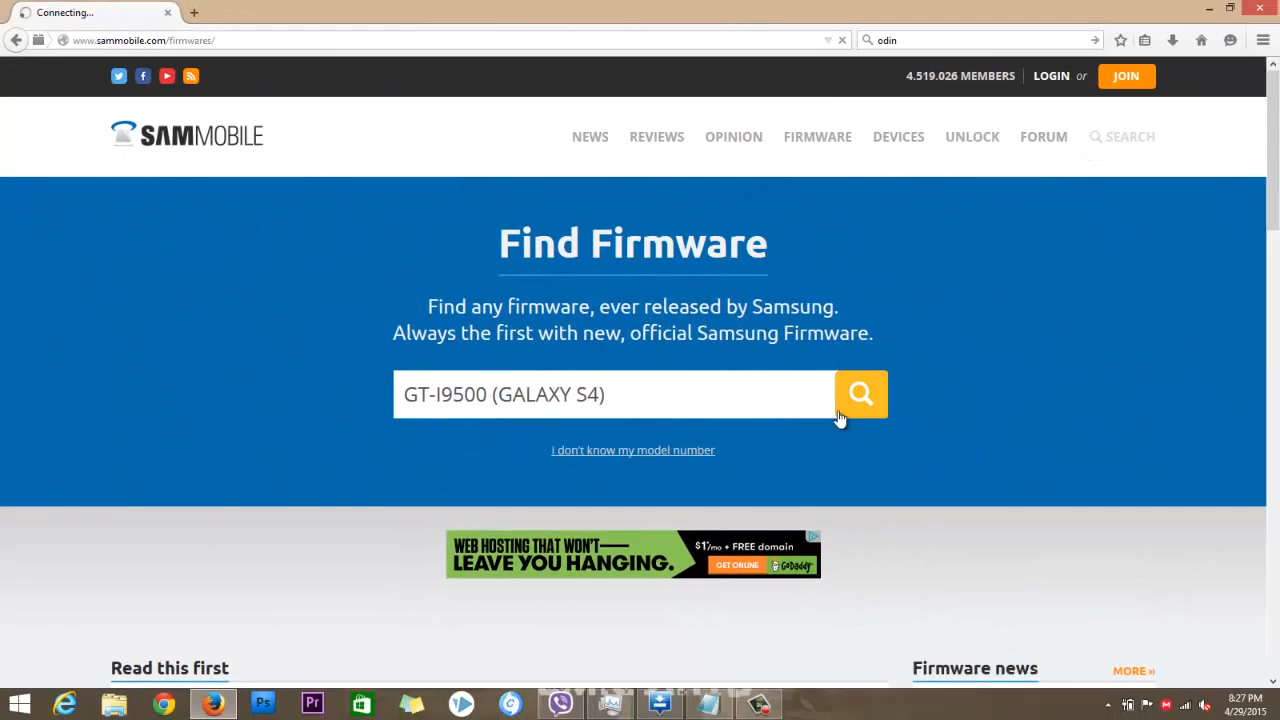 Connecting...
www.sammobile.com/firmwares/
odin
4.519.026 MEMBERS
LOGIN or
JOIN
SAMMOBILE
NEWS
REVIEWS
OPINION
FIRMWARE
DEVICES
UNLOCK
FORUM
SEARCH
Find Firmware
Find any firmware, ever released by Samsung.
Always the first with new, official Samsung Firmware.
GT-I9500 (GALAXY S4)
I don't know my model number
WEB HOSTING THAT WON'T—
LEAVE YOU HANGING.
$1*/mo + FREE domain
GET ONLINE
GoDaddy
Read this first
Firmware news
MORE »
Ps
Pr
8:27 PM
4/29/2015